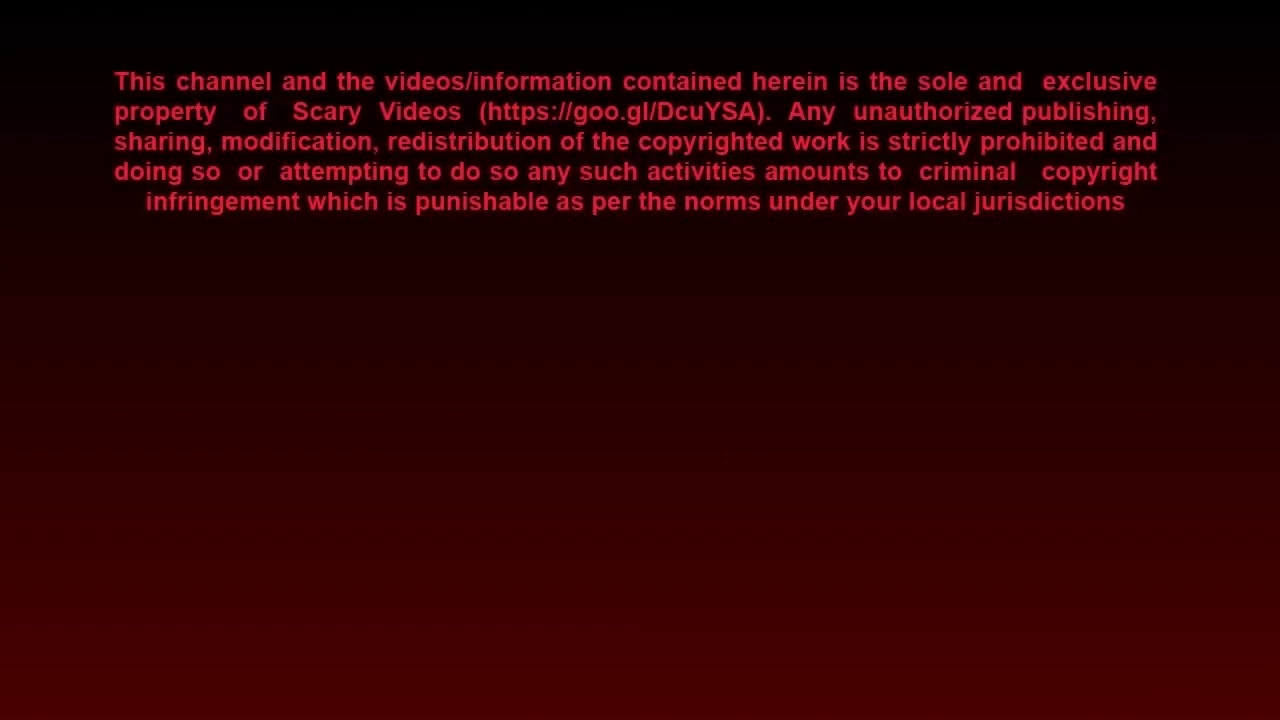 This channel and the videos/information contained herein is the sole and exclusive
property of Scary Videos (https://goo.gl/DcuYSA). Any unauthorized publishing,
sharing, modification, redistribution of the copyrighted work is strictly prohibited and
doing so or attempting to do so any such activities amounts to criminal copyright
infringement which is punishable as per the norms under your local jurisdictions